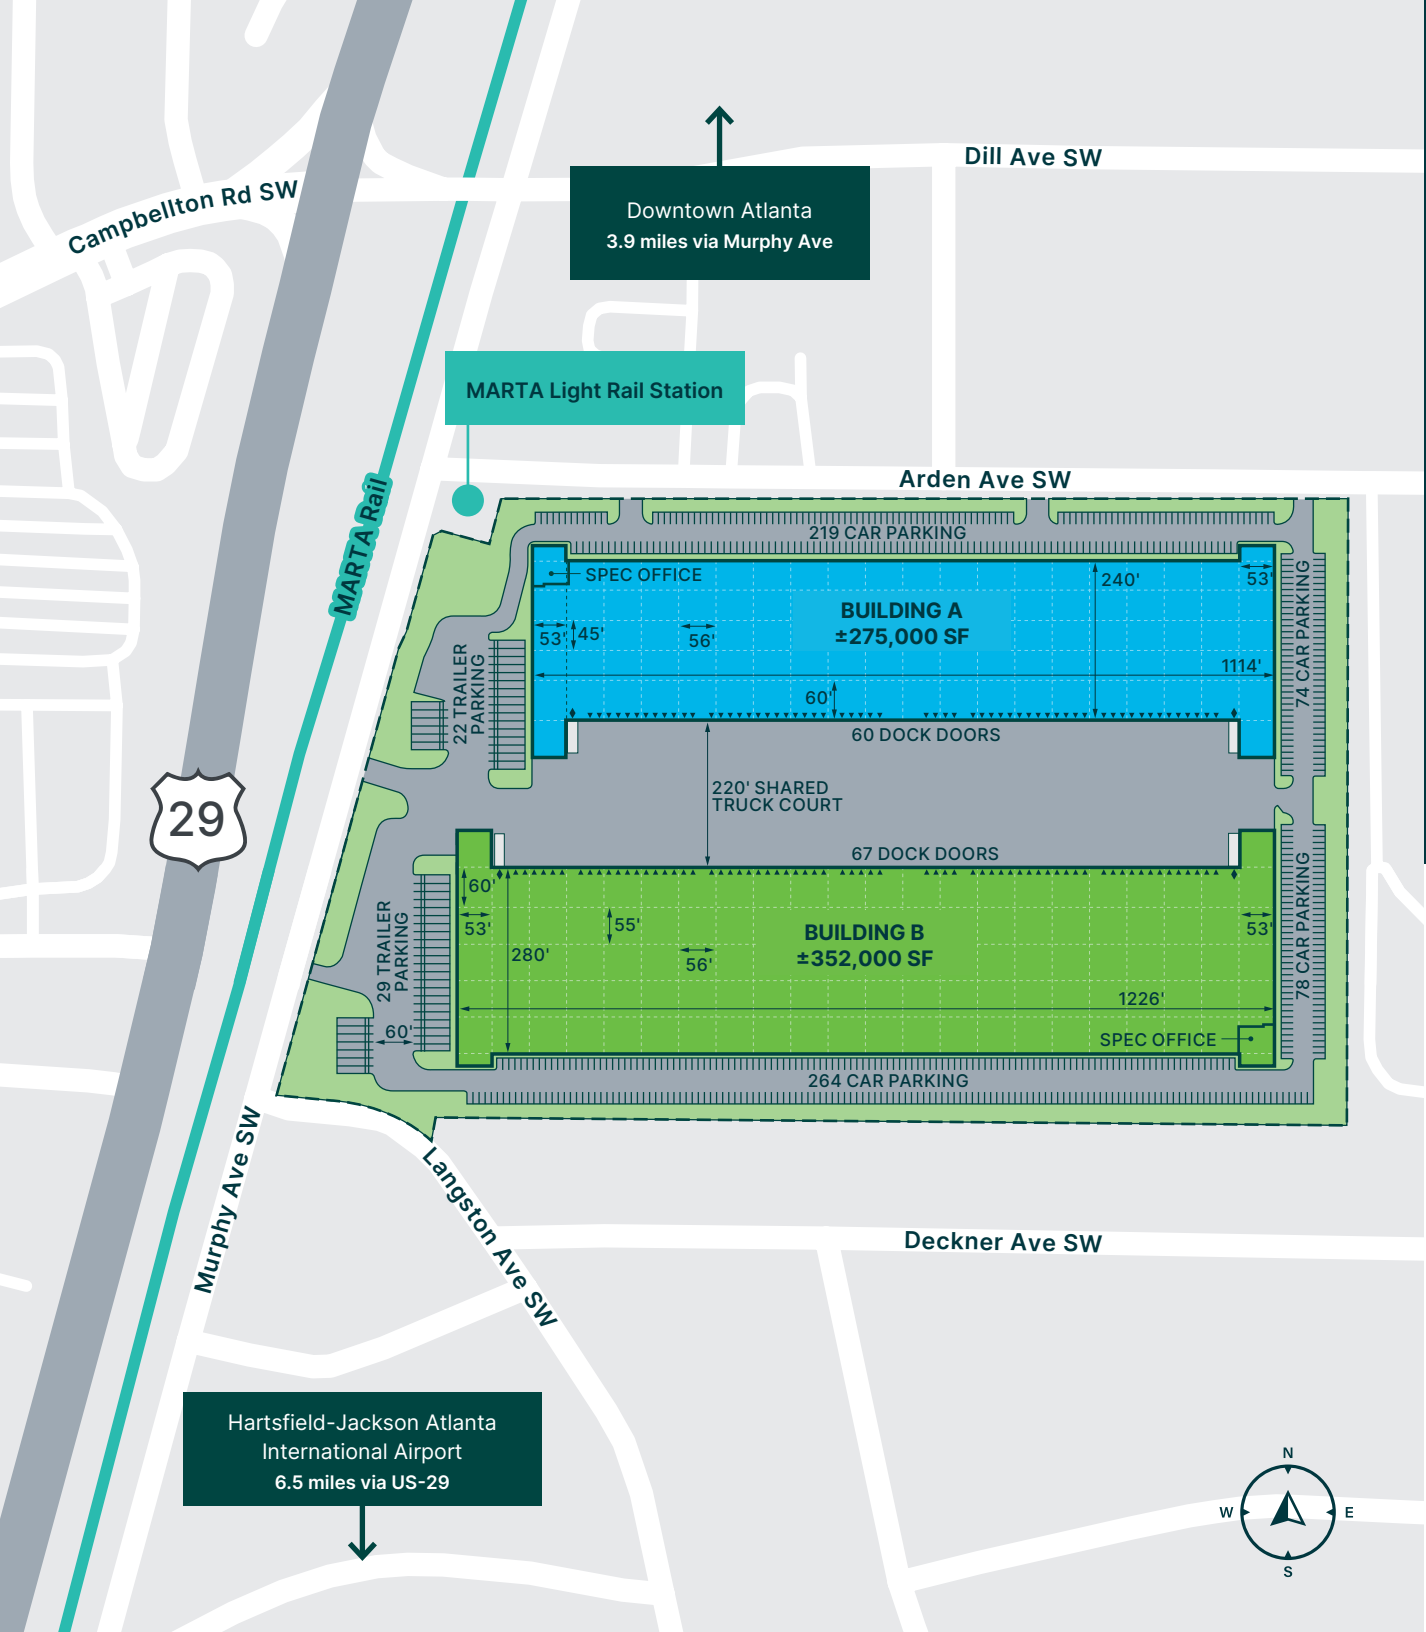 Dill Ave SW
Campbellton Rd SW
Downtown Atlanta
3.9 miles via Murphy Ave
MARTA Light Rail Station
Arden Ave SW
MARTA Rail
219 CAR PARKING
SPEC OFFICE
240'
53'
BUILDING A
±275,000 SF
53'
45'
56'
1114'
60'
22 TRAILER
PARKING
74 CAR PARKING
60 DOCK DOORS
220' SHARED
TRUCK COURT
29
67 DOCK DOORS
60'
53'
55'
BUILDING B
±352,000 SF
53'
280'
56'
29 TRAILER
PARKING
78 CAR PARKING
1226'
60'
SPEC OFFICE
264 CAR PARKING
Murphy Ave SW
Langston Ave SW
Deckner Ave SW
Hartsfield-Jackson Atlanta
International Airport
6.5 miles via US-29
N
W
E
S